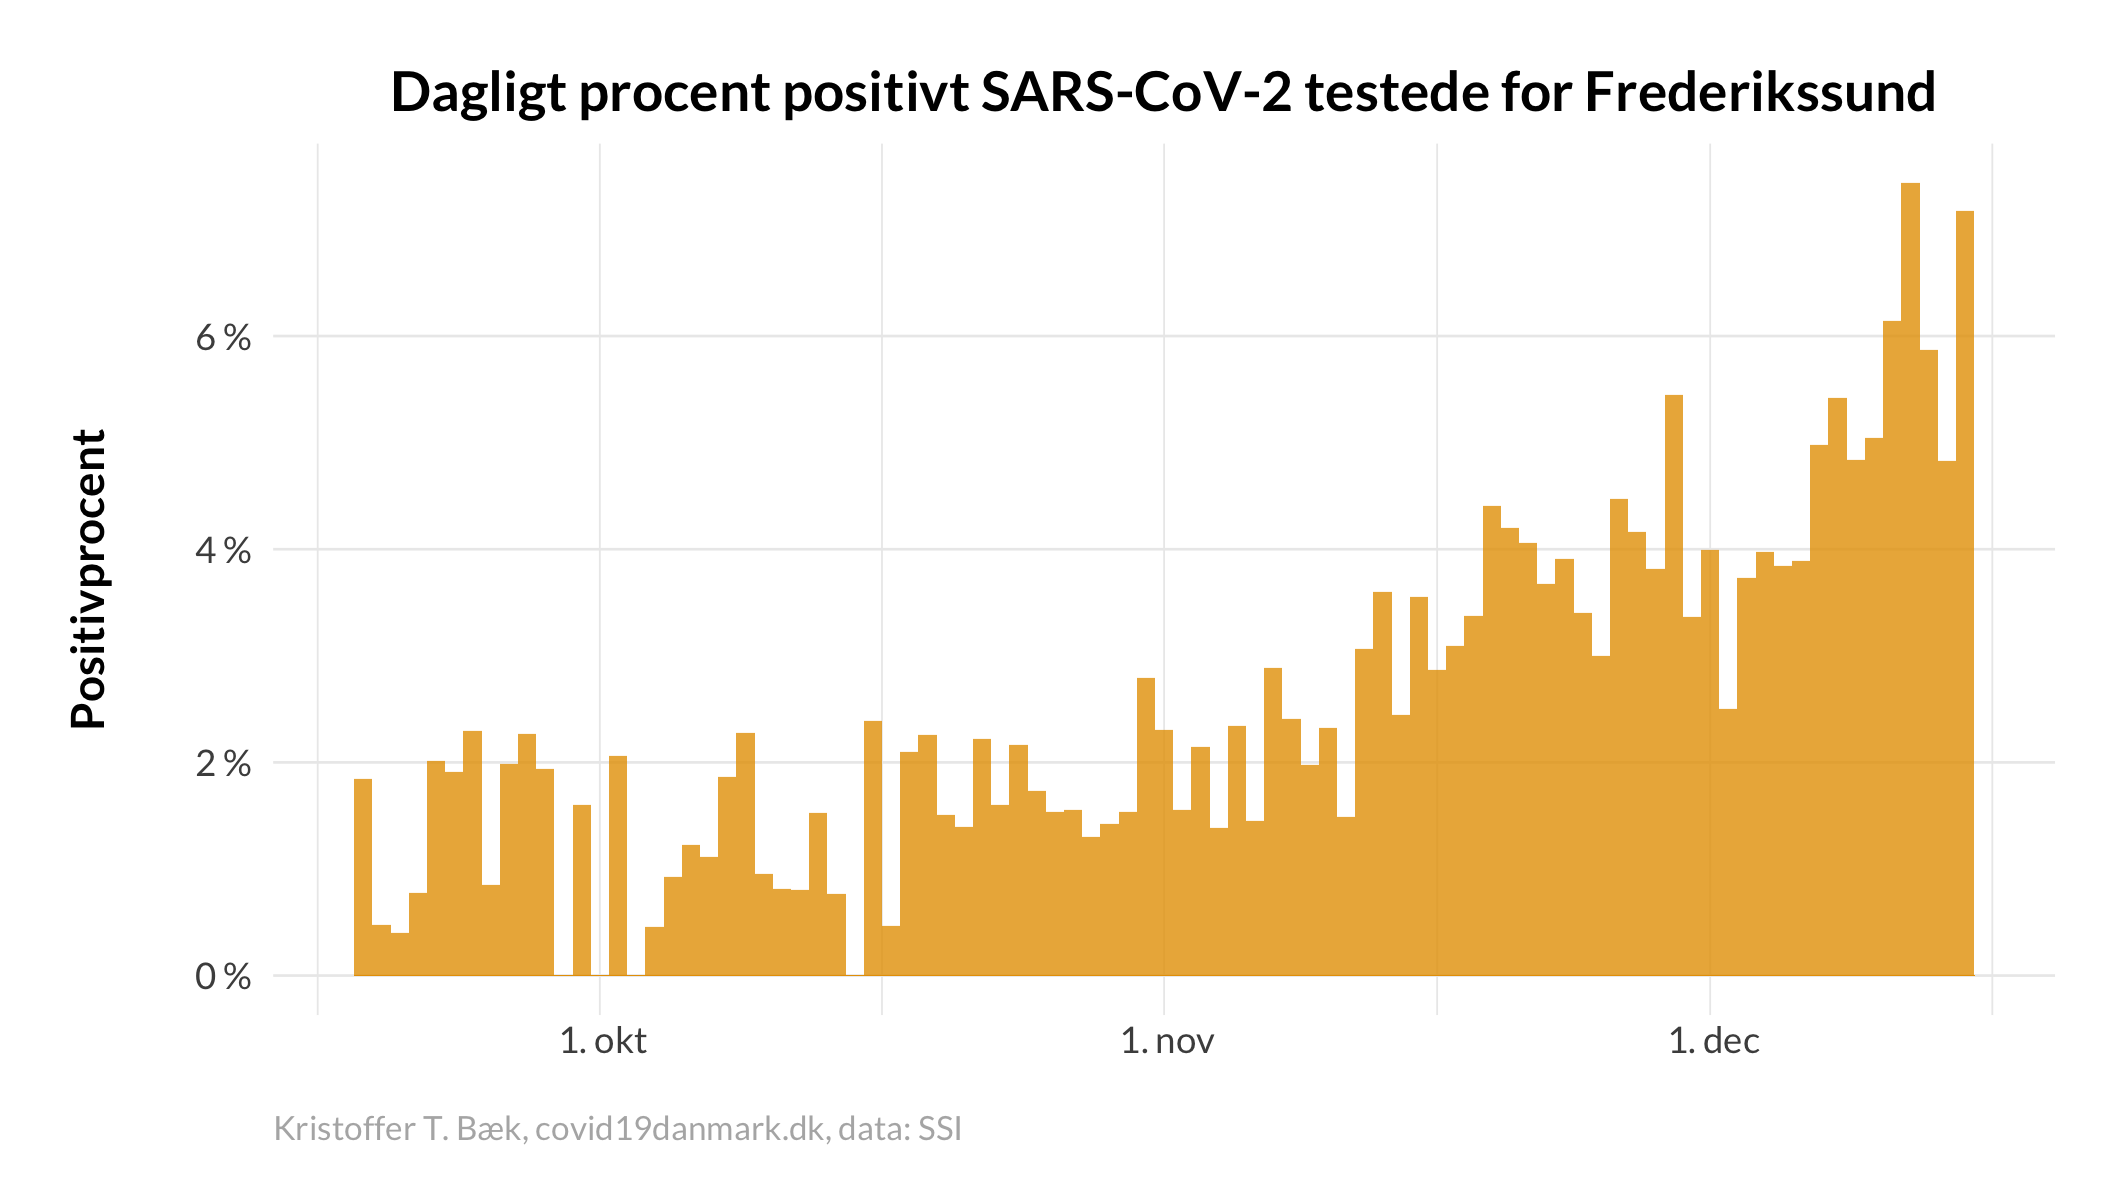 Dagligt procent positivt SARS-CoV-2 testede for Frederikssund
Positivprocent
6 %
4 %
2 %
0 %
1. okt
1. nov
1. dec
Kristoffer T. Bæk, covid19danmark.dk, data: SSI